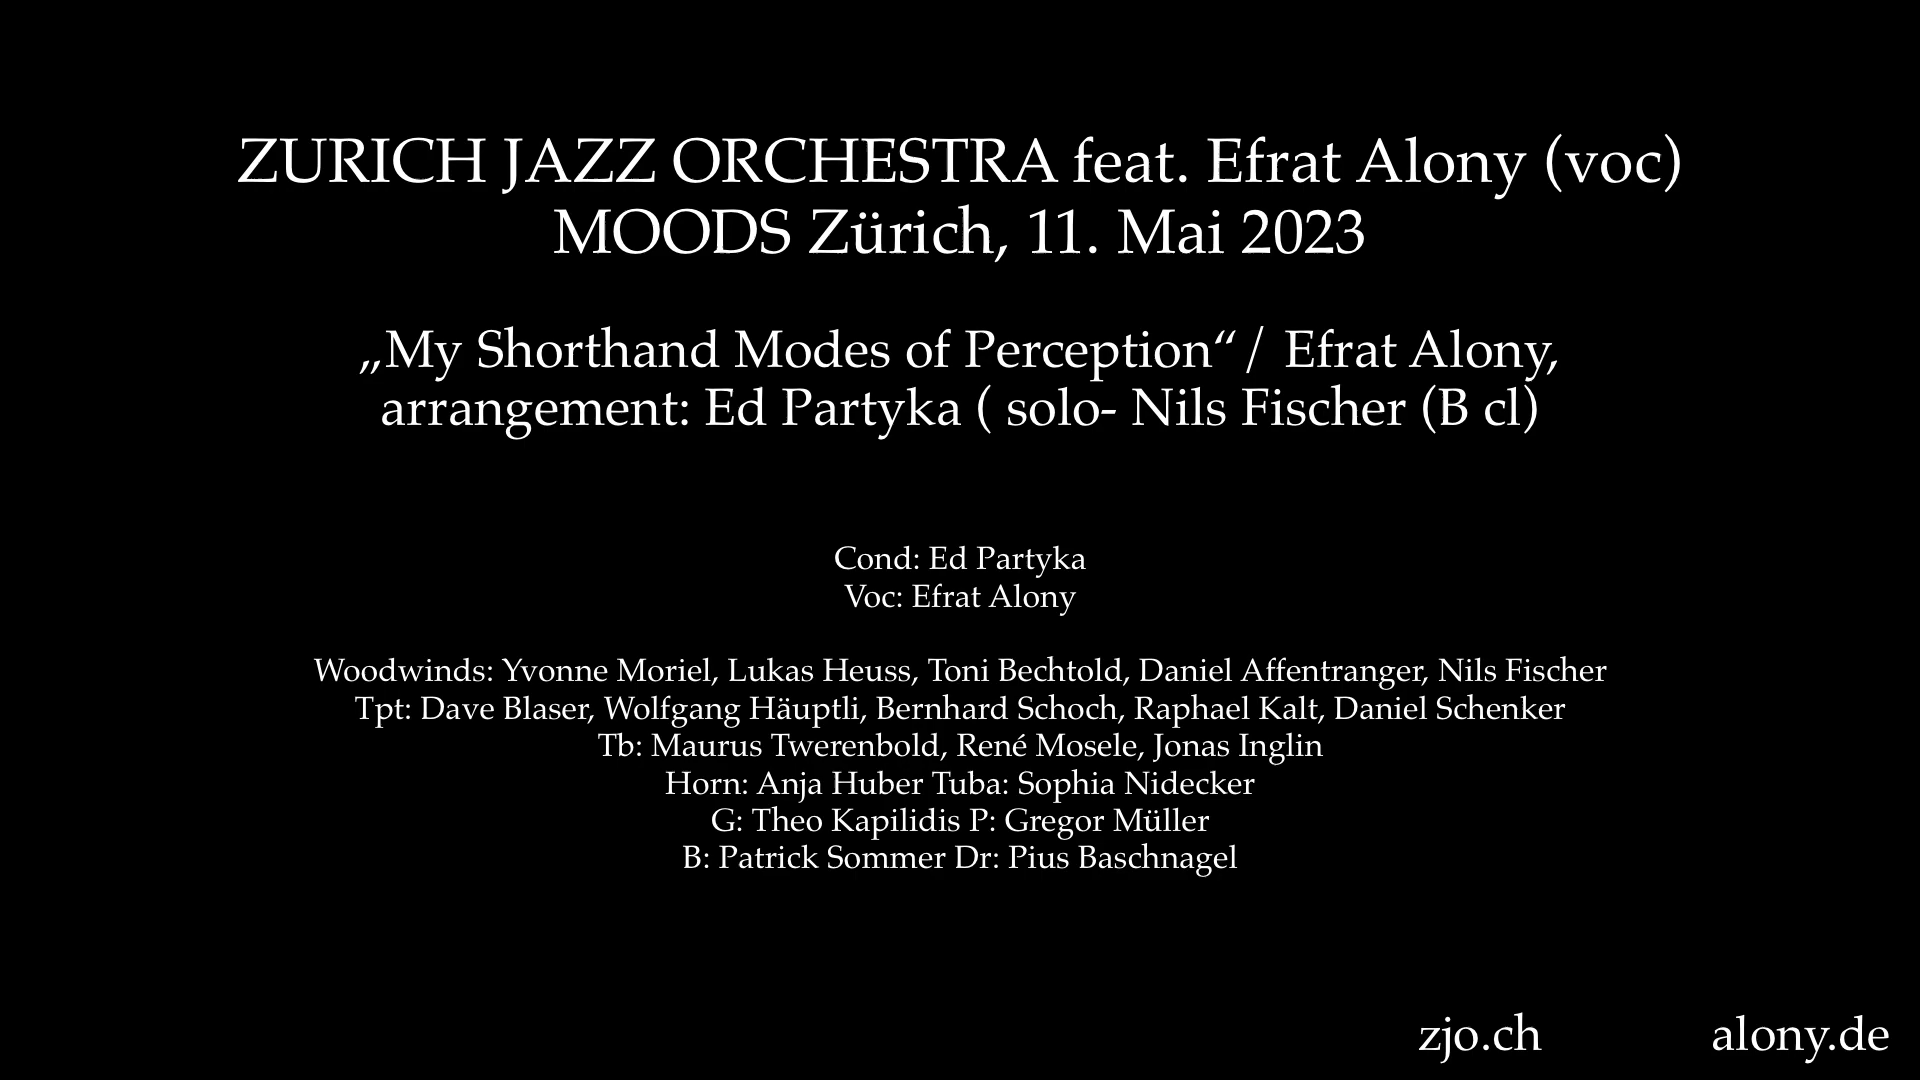 ZURICH JAZZ ORCHESTRA feat. Efrat Alony (voc)
MOODS Zürich, 11. Mai 2023
„My Shorthand Modes of Perception“/ Efrat Alony,
arrangement: Ed Partyka ( solo- Nils Fischer (B cl)
Cond: Ed Partyka
Voc: Efrat Alony
Woodwinds: Yvonne Moriel, Lukas Heuss, Toni Bechtold, Daniel Affentranger, Nils Fischer
Tpt: Dave Blaser, Wolfgang Häuptli, Bernhard Schoch, Raphael Kalt, Daniel Schenker
Tb: Maurus Twerenbold, René Mosele, Jonas Inglin
Horn: Anja Huber Tuba: Sophia Nidecker
G: Theo Kapilidis P: Gregor Müller
B: Patrick Sommer Dr: Pius Baschnagel
zjo.ch alony.de